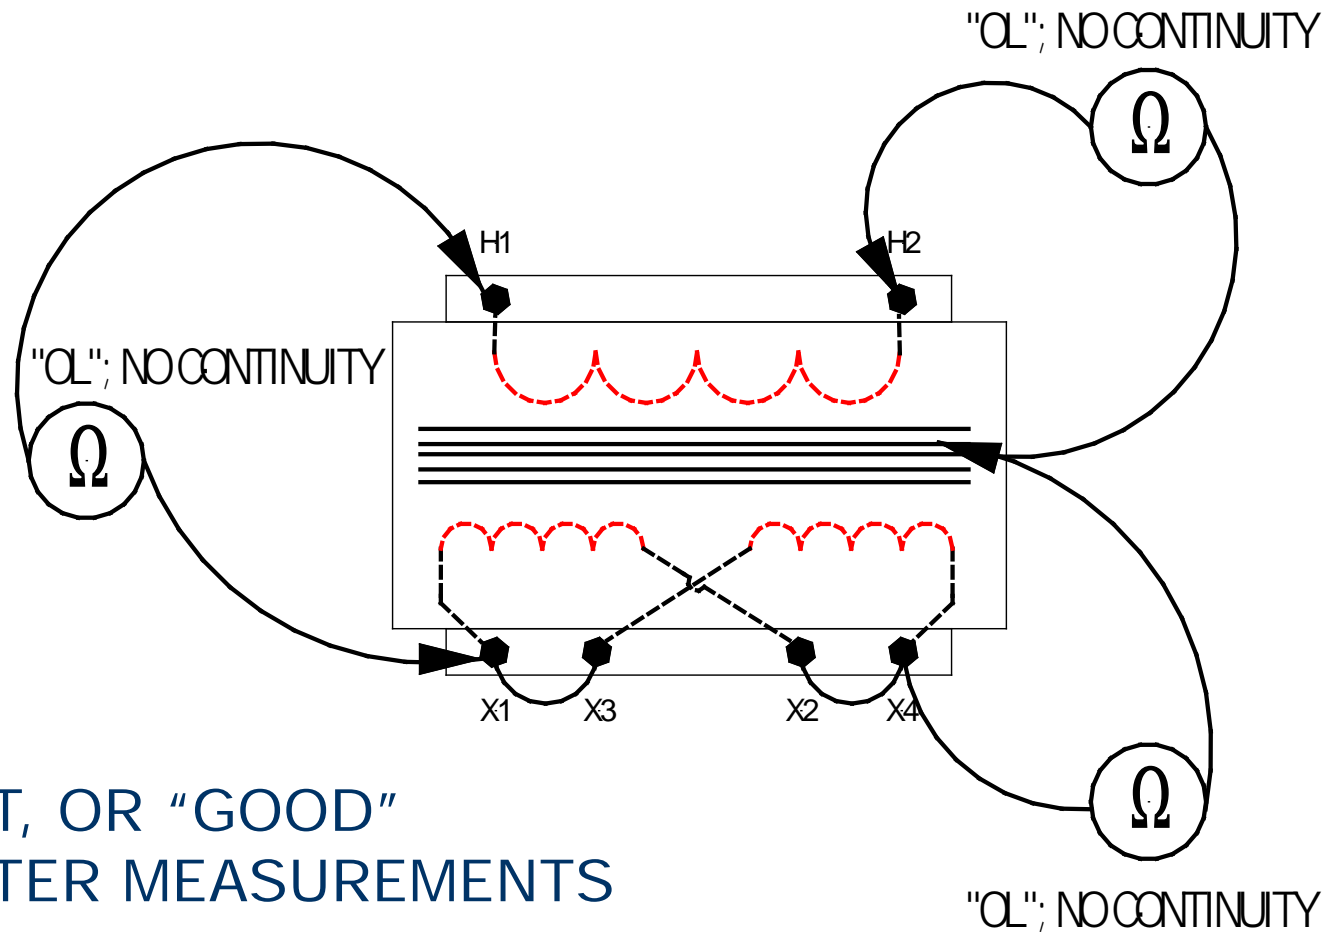 "OL"; NO CONTINUITY
Ω
H1
H2
"OL"; NO CONTINUITY
Ω
X1
X3
X2
X4
Ω
T, OR “GOOD”
TER MEASUREMENTS
"OL"; NO CONTINUITY